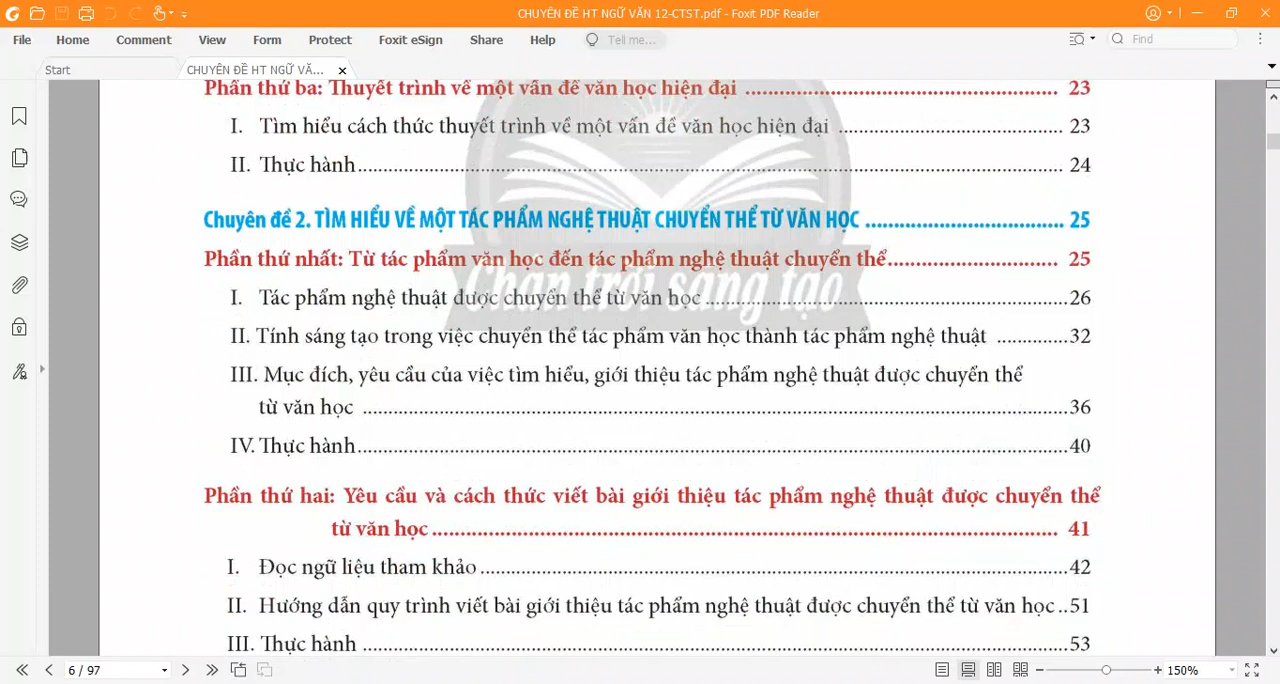 CHUYÊN ĐỀ HT NGỮ VĂN 12-CTST.pdf - Foxit PDF Reader
File Home Comment View Form Protect Foxit eSign Share Help Tell me... Find
Start CHUYÊN ĐỀ HT NGỮ VĂ...
Phần thứ ba: Thuyết trình về một vấn đề văn học hiện đại .................................................... 23
I. Tìm hiểu cách thức thuyết trình về một vấn đề văn học hiện đại ..................................... 23
II. Thực hành..................................................................................................................... 24
Chuyên đề 2. TÌM HIỂU VỀ MỘT TÁC PHẨM NGHỆ THUẬT CHUYỂN THỂ TỪ VĂN HỌC ................................. 25
Phần thứ nhất: Từ tác phẩm văn học đến tác phẩm nghệ thuật chuyển thể............................ 25
Chân trời sáng tạo
I. Tác phẩm nghệ thuật được chuyển thể từ văn học ............................................................26
II. Tính sáng tạo trong việc chuyển thể tác phẩm văn học thành tác phẩm nghệ thuật ............32
III. Mục đích, yêu cầu của việc tìm hiểu, giới thiệu tác phẩm nghệ thuật được chuyển thể
từ văn học .....................................................................................................................36
IV. Thực hành.....................................................................................................................40
Phần thứ hai: Yêu cầu và cách thức viết bài giới thiệu tác phẩm nghệ thuật được chuyển thể
từ văn học ........................................................................................................ 41
I. Đọc ngữ liệu tham khảo..................................................................................................42
II. Hướng dẫn quy trình viết bài giới thiệu tác phẩm nghệ thuật được chuyển thể từ văn học..51
III. Thực hành ....................................................................................................................53
6 / 97 150%